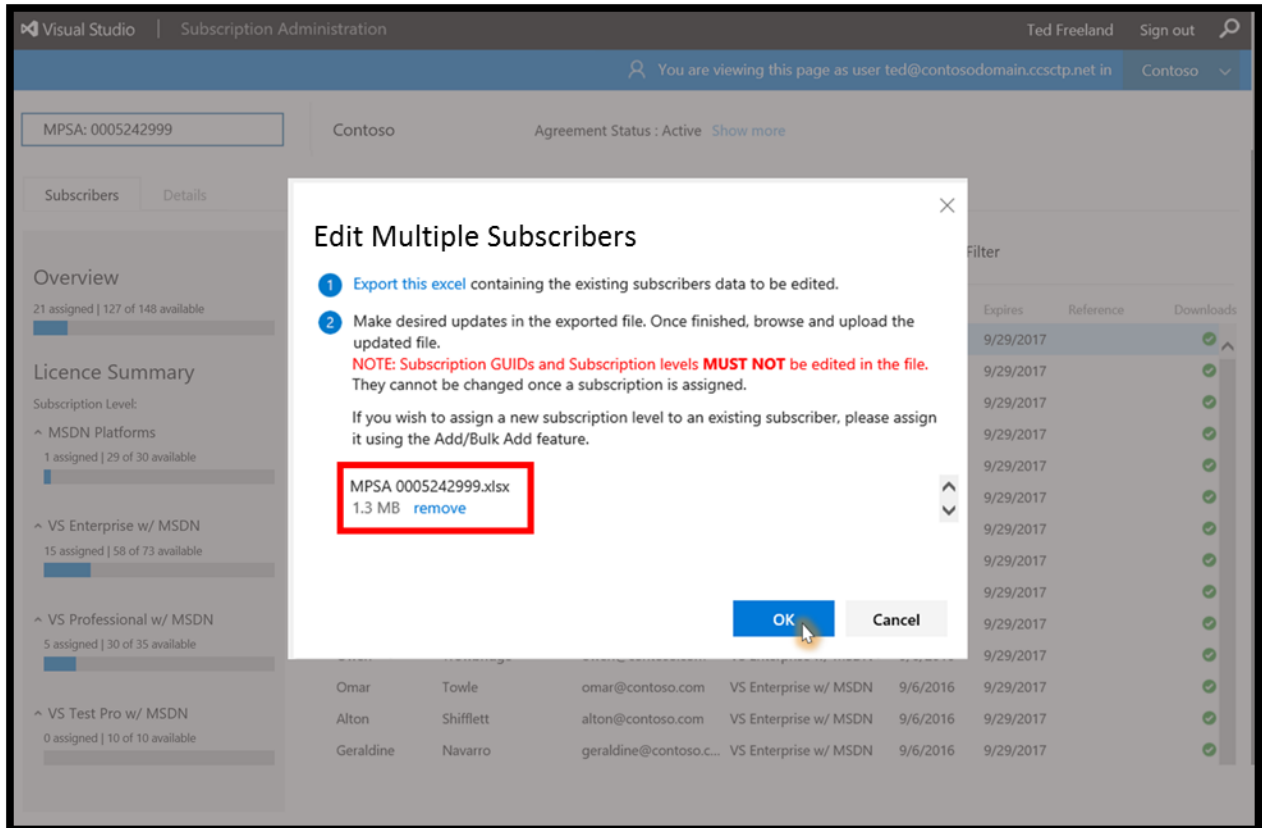 Visual Studio | Subscription Administration
Ted Freeland Sign out
You are viewing this page as user ted@contosodomain.ccsctp.net in Contoso
MPSA: 0005242999
Contoso
Agreement Status : Active Show more
Subscribers Details
Overview
21 assigned | 127 of 148 available
Licence Summary
Subscription Level:
MSDN Platforms
1 assigned | 29 of 30 available
VS Enterprise w/ MSDN
15 assigned | 58 of 73 available
VS Professional w/ MSDN
5 assigned | 30 of 35 available
VS Test Pro w/ MSDN
0 assigned | 10 of 10 available
Edit Multiple Subscribers
1 Export this excel containing the existing subscribers data to be edited.
2 Make desired updates in the exported file. Once finished, browse and upload the
updated file.
NOTE: Subscription GUIDs and Subscription levels MUST NOT be edited in the file.
They cannot be changed once a subscription is assigned.
If you wish to assign a new subscription level to an existing subscriber, please assign
it using the Add/Bulk Add feature.
MPSA 0005242999.xlsx
1.3 MB remove
OK Cancel
Filter
Expires Reference Downloads
9/29/2017
9/29/2017
9/29/2017
9/29/2017
9/29/2017
9/29/2017
9/29/2017
9/29/2017
9/29/2017
9/29/2017
9/29/2017
Omar Towle omar@contoso.com VS Enterprise w/ MSDN 9/6/2016 9/29/2017
Alton Shifflett alton@contoso.com VS Enterprise w/ MSDN 9/6/2016 9/29/2017
Geraldine Navarro geraldine@contoso.c... VS Enterprise w/ MSDN 9/6/2016 9/29/2017